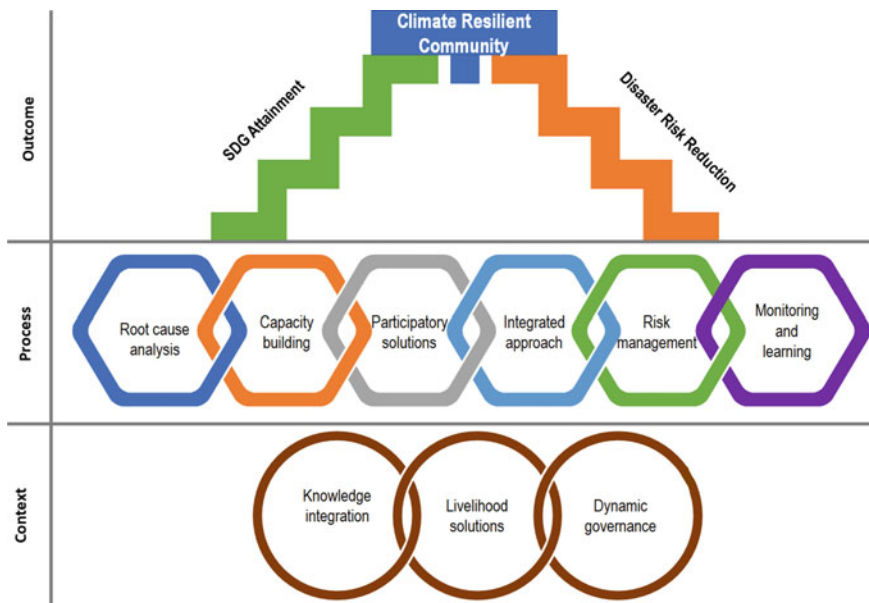 Climate Resilient
Community
SDG Attainment
Disaster Risk Reduction
Outcome
Process
Root cause
analysis
Capacity
building
Participatory
solutions
Integrated
approach
Risk
management
Monitoring
and
learning
Context
Knowledge
integration
Livelihood
solutions
Dynamic
governance